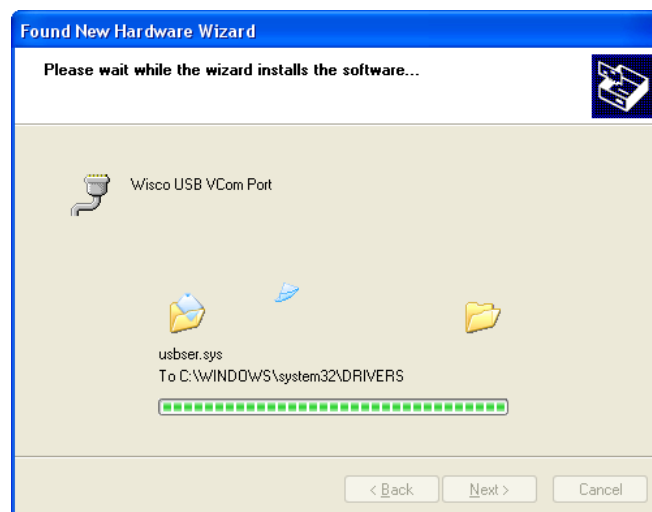 Found New Hardware Wizard
Please wait while the wizard installs the software...
Wisco USB VCom Port
usbser.sys
To C:\WINDOWS\system32\DRIVERS
< Back Next > Cancel